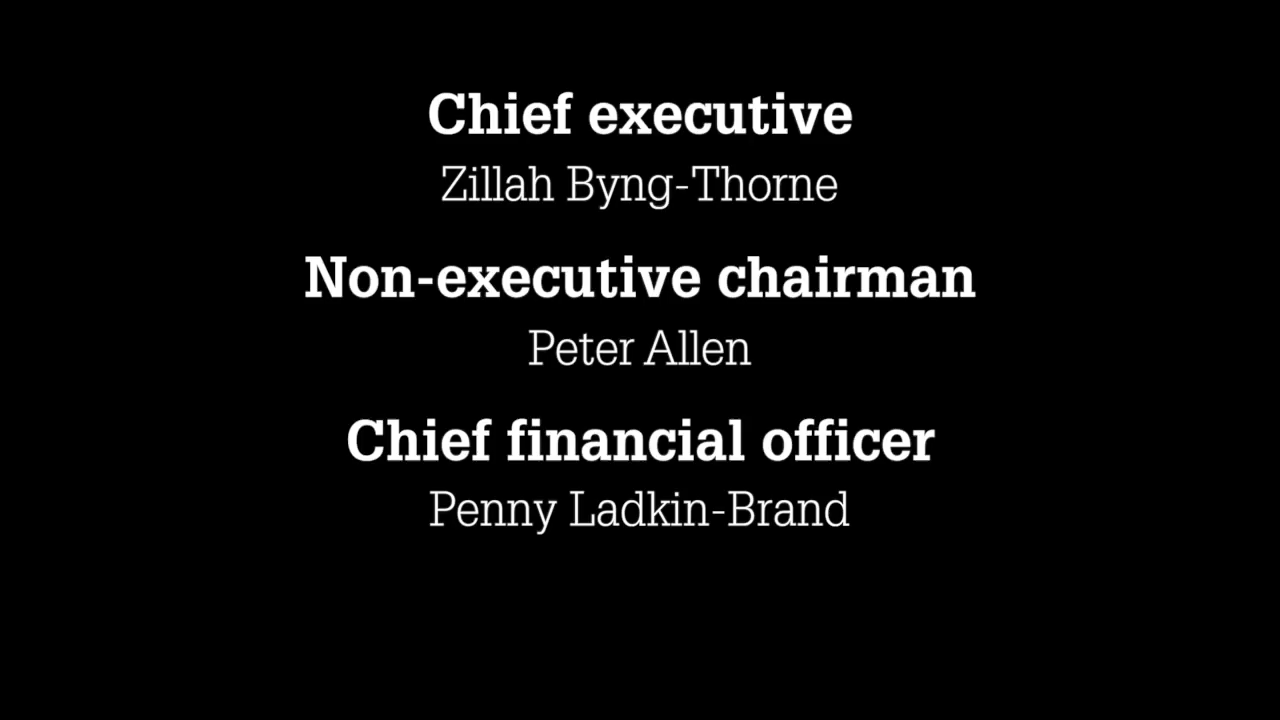 Chief executive
Zillah Byng-Thorne
Non-executive chairman
Peter Allen
Chief financial officer
Penny Ladkin-Brand